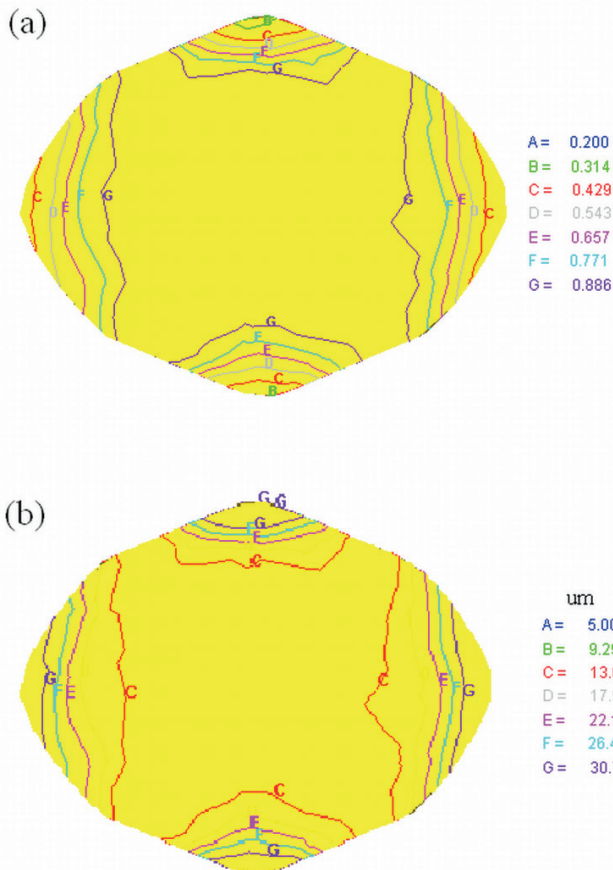 (a)
B
C
D
E
F
G
C D E F G G F E D C
G
F
E
D
C
B
A = 0.200
B = 0.314
C = 0.429
D = 0.543
E = 0.657
F = 0.771
G = 0.886
(b)
G G
G
F
E
C
G F E C C E F G
C
E
F
G
um
A = 5.00
B = 9.29
C = 13.
D = 17.
E = 22.
F = 26.4
G = 30.